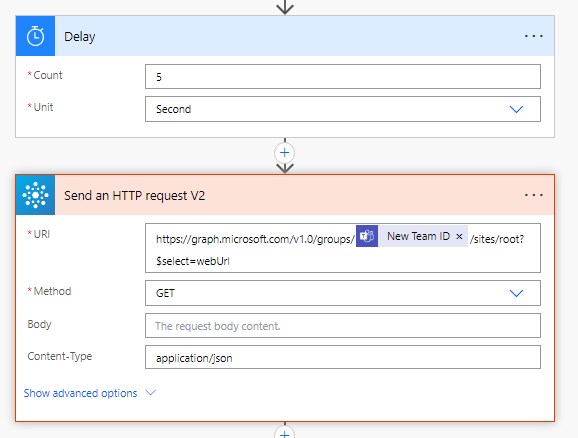 Delay
...
* Count
5
* Unit
Second
Send an HTTP request V2
...
* URI
https://graph.microsoft.com/v1.0/groups/ New Team ID × /sites/root?
$select=webUrl
* Method
GET
Body
The request body content.
Content-Type
application/json
Show advanced options